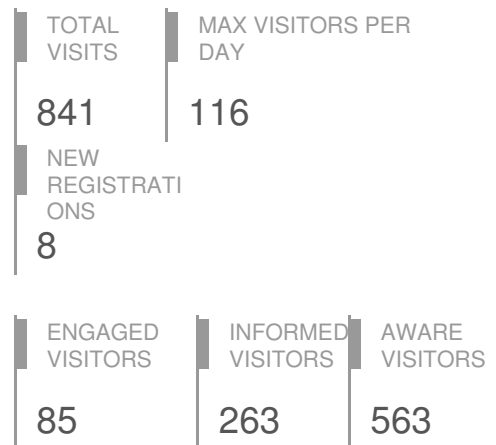 TOTAL
VISITS
MAX VISITORS PER
DAY
841
116
NEW
REGISTRATI
ONS
8
ENGAGED
VISITORS
INFORMED
VISITORS
AWARE
VISITORS
85
263
563